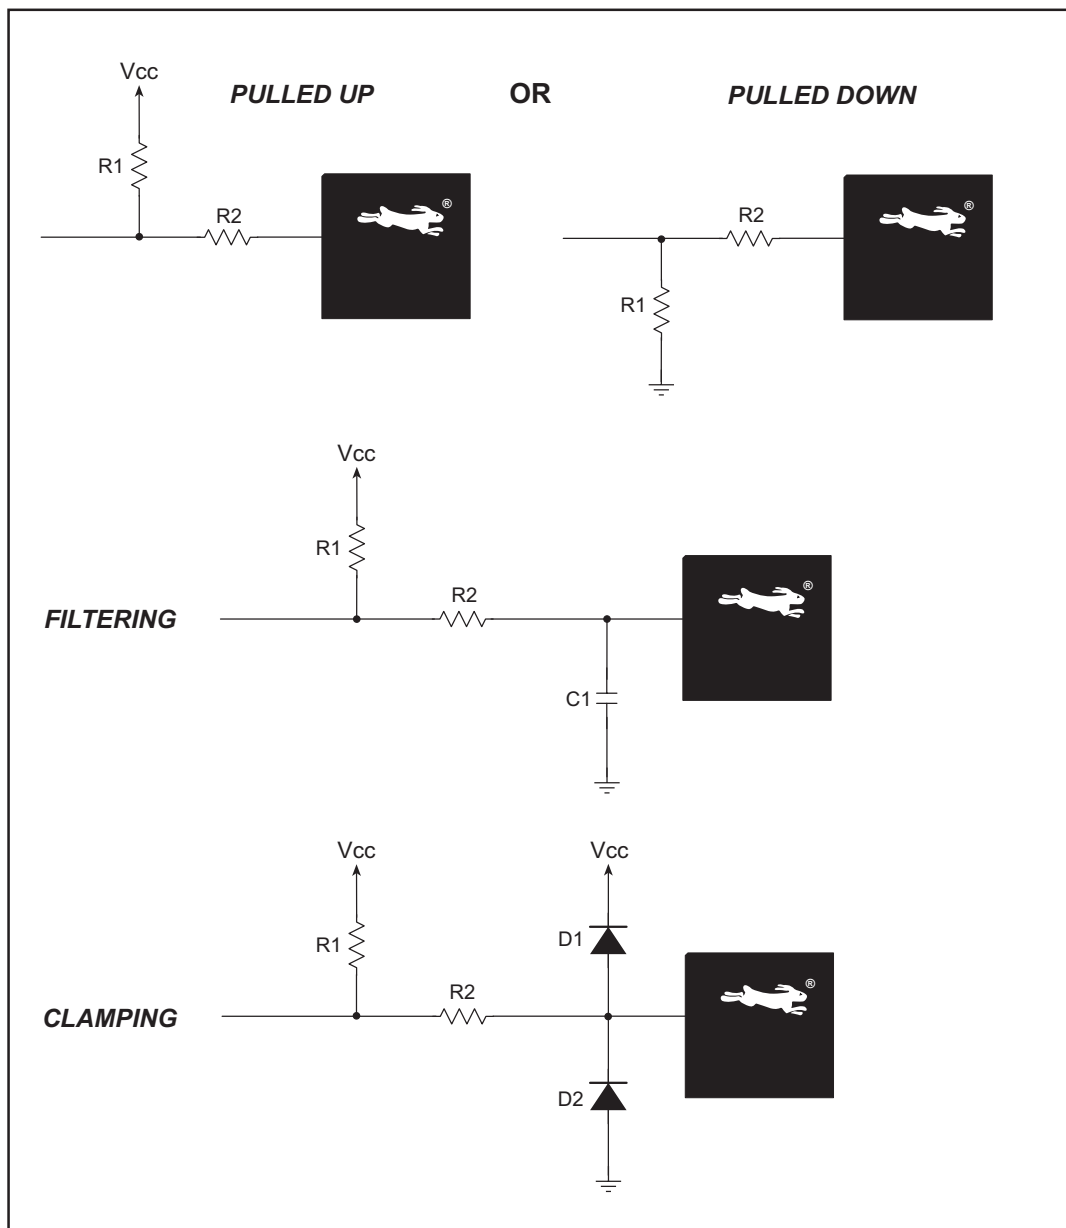 Vcc
PULLED UP
OR
PULLED DOWN
R1
R2
®
R2
®
R1
Vcc
R1
R2
®
FILTERING
C1
Vcc
Vcc
R1
D1
R2
®
CLAMPING
D2